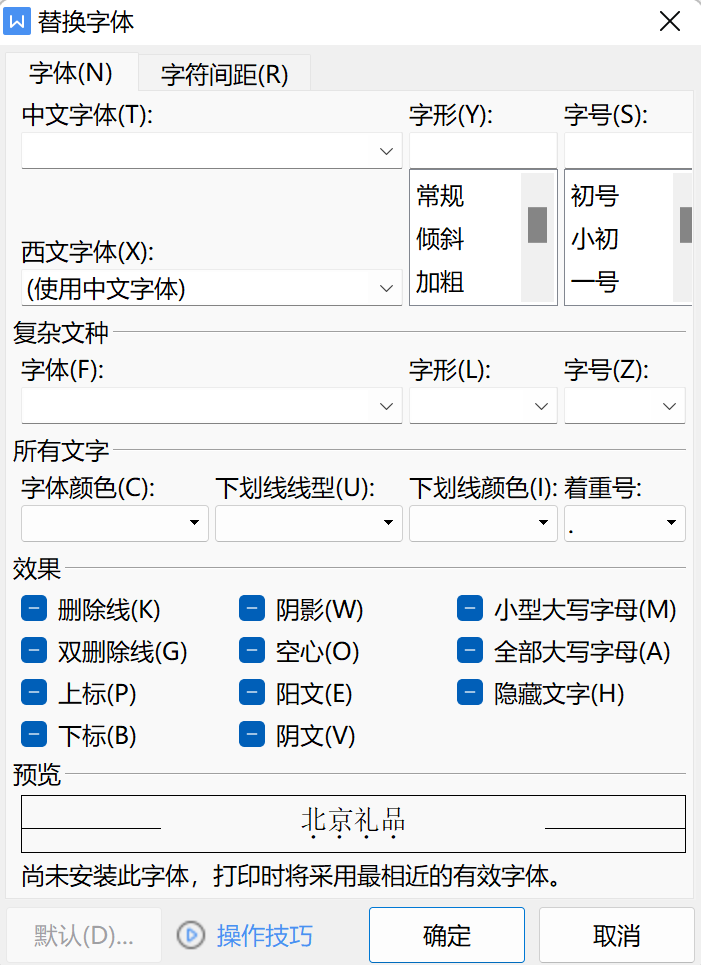 W 替换字体
字体(N) 字符间距(R)
中文字体(T): 字形(Y): 字号(S):
常规 初号
倾斜 小初
西文字体(X):
(使用中文字体) 加粗 一号
复杂文种
字体(F): 字形(L): 字号(Z):
所有文字
字体颜色(C): 下划线线型(U): 下划线颜色(I): 着重号:
.
效果
删除线(K) 阴影(W) 小型大写字母(M)
双删除线(G) 空心(O) 全部大写字母(A)
上标(P) 阳文(E) 隐藏文字(H)
下标(B) 阴文(V)
预览
北京礼品
尚未安装此字体，打印时将采用最相近的有效字体。
默认(D)... 操作技巧 确定 取消